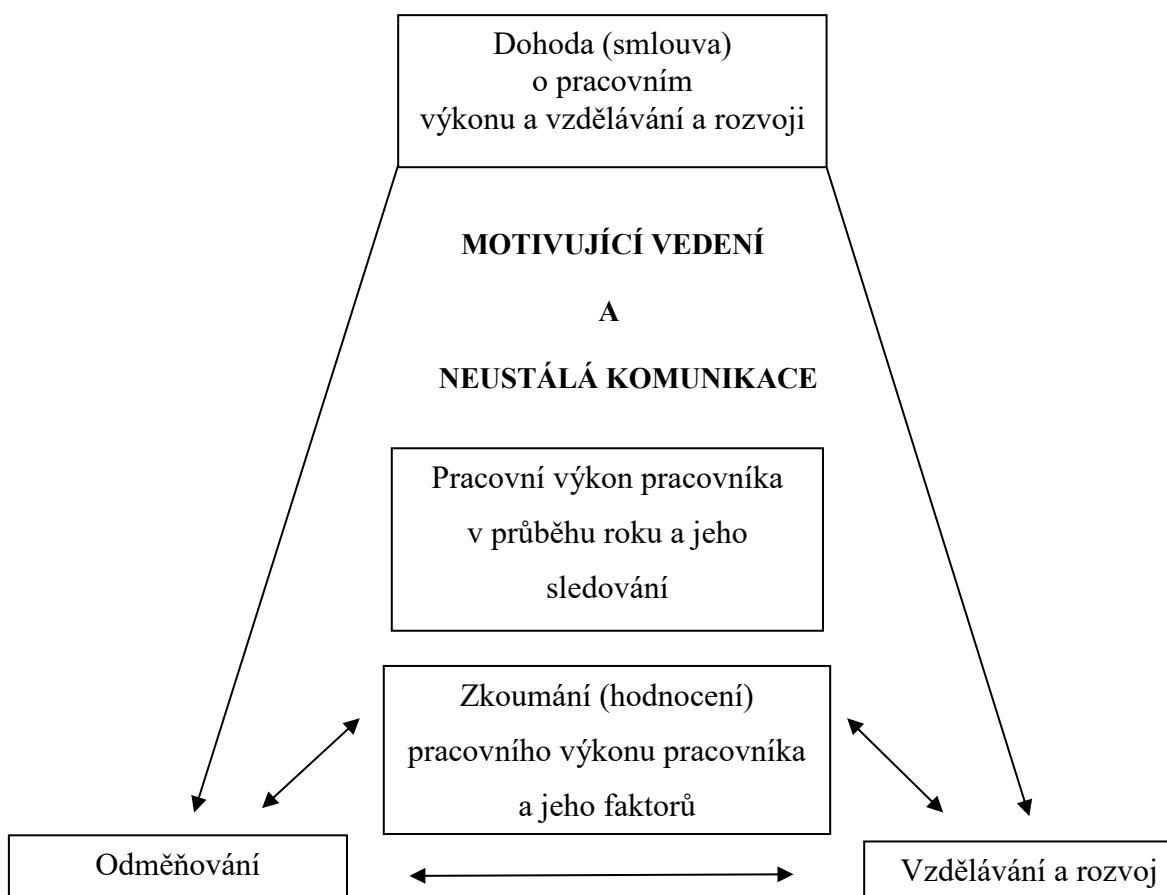 Dohoda (smlouva)
o pracovním
výkonu a vzdělávání a rozvoji
MOTIVUJÍCÍ VEDENÍ
A
NEUSTÁLÁ KOMUNIKACE
Pracovní výkon pracovníka
v průběhu roku a jeho
sledování
Zkoumání (hodnocení)
pracovního výkonu pracovníka
a jeho faktorů
Odměňování
Vzdělávání a rozvoj